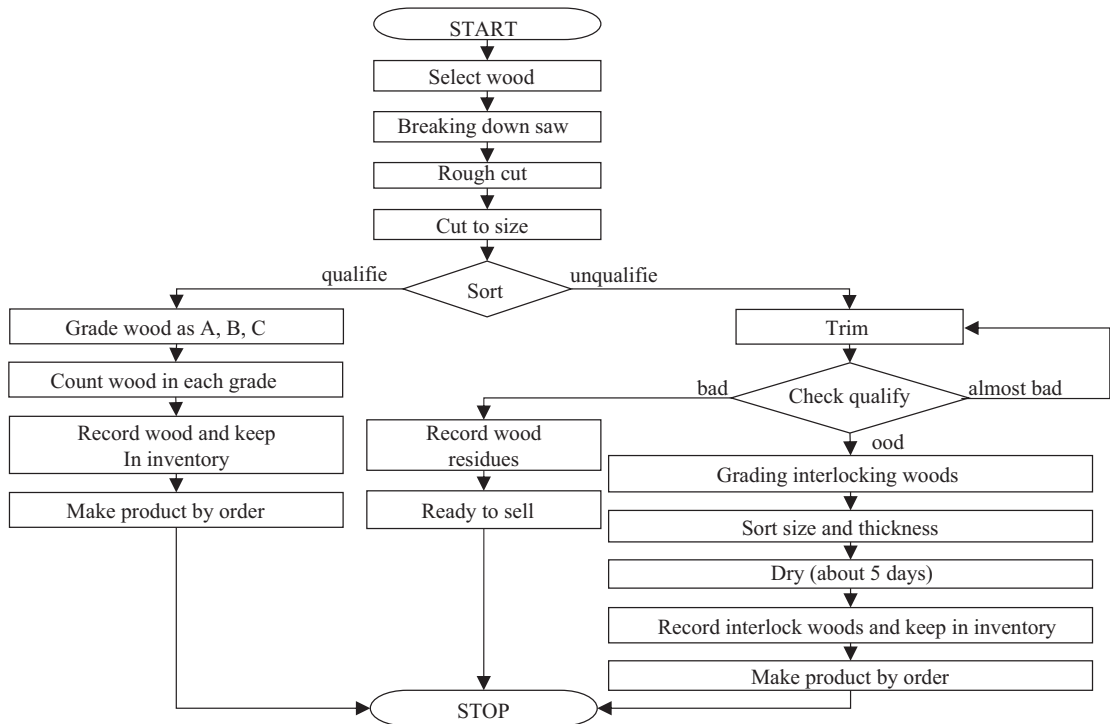 START
Select wood
Breaking down saw
Rough cut
Cut to size
qualifie
Sort
unqualifie
Grade wood as A, B, C
Count wood in each grade
Record wood and keep
In inventory
Make product by order
Trim
bad
Check qualify
almost bad
Record wood
residues
Ready to sell
ood
Grading interlocking woods
Sort size and thickness
Dry (about 5 days)
Record interlock woods and keep in inventory
Make product by order
STOP